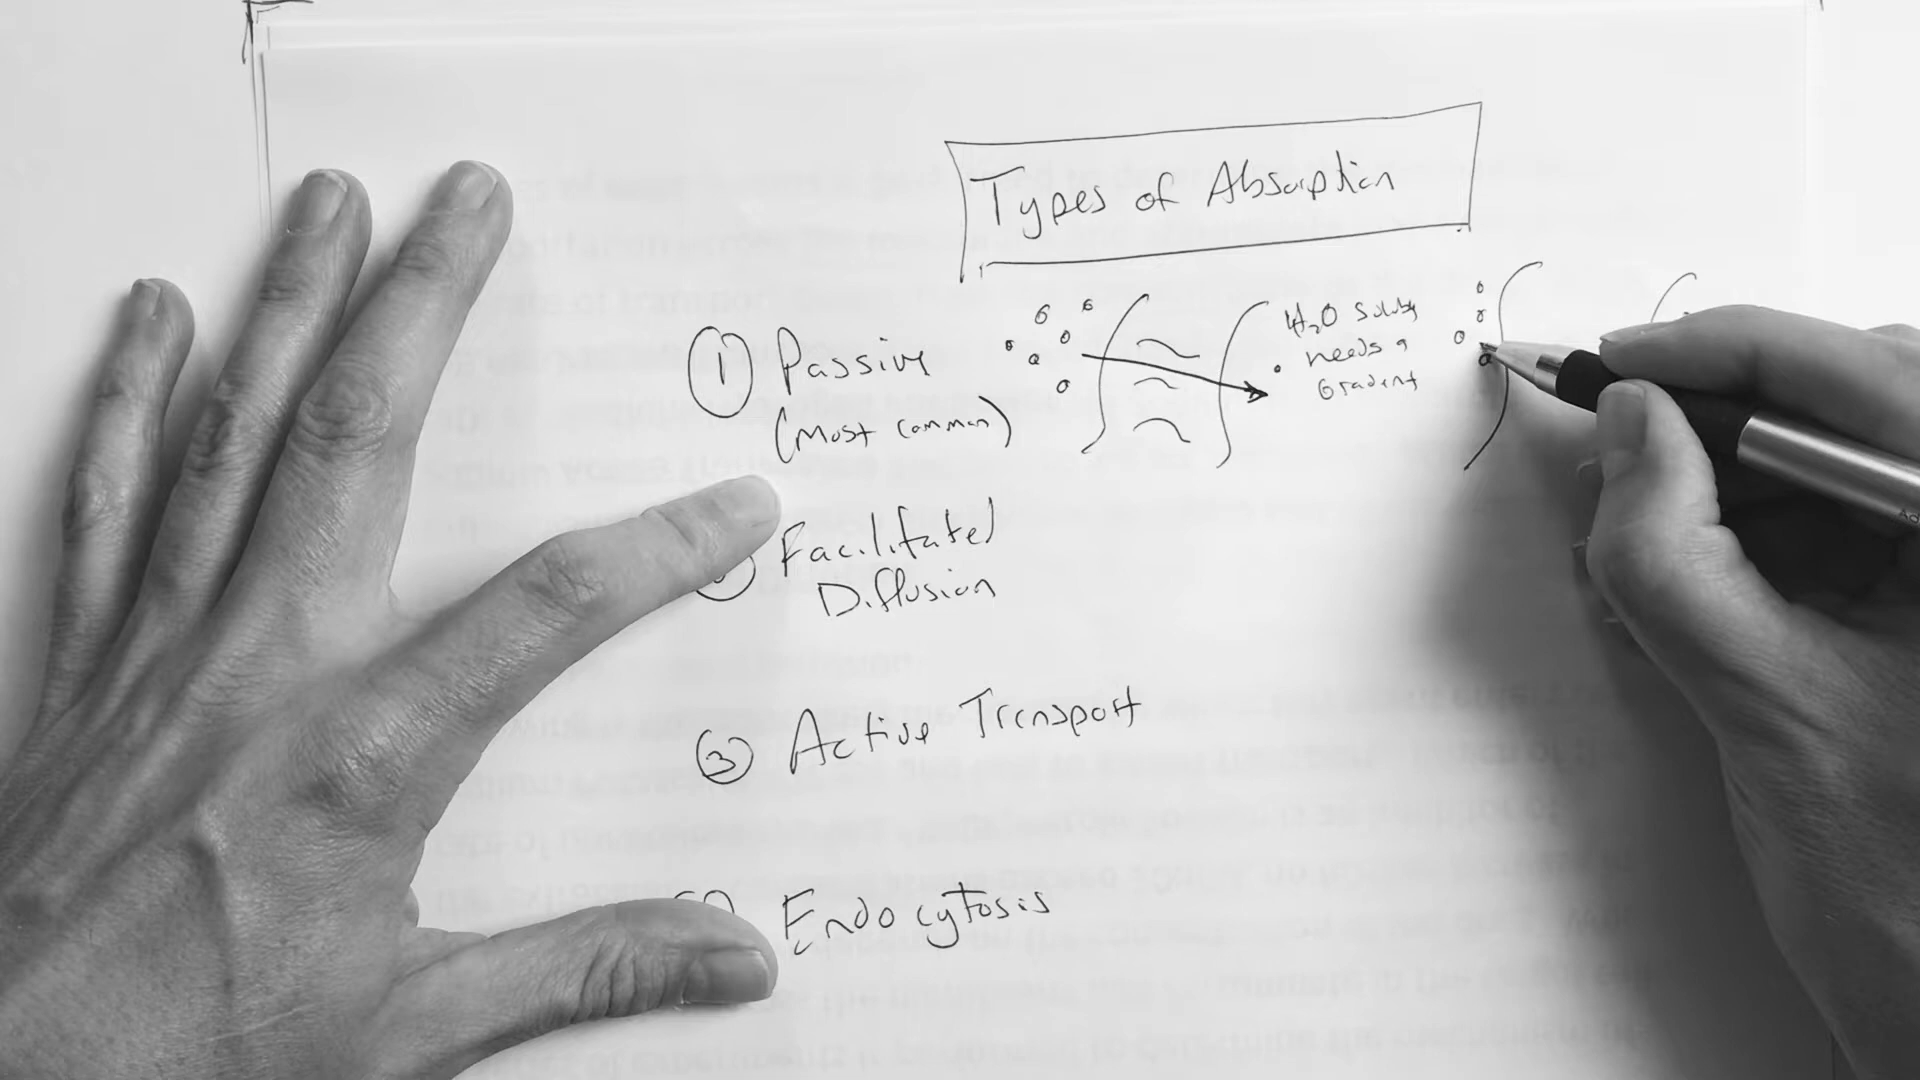 Types of Absorption
① Passive
(Most Common)
H₂O Soluble
needs a
Gradient
Facilitated
Diffusion
③ Active Transport
Endocytosis